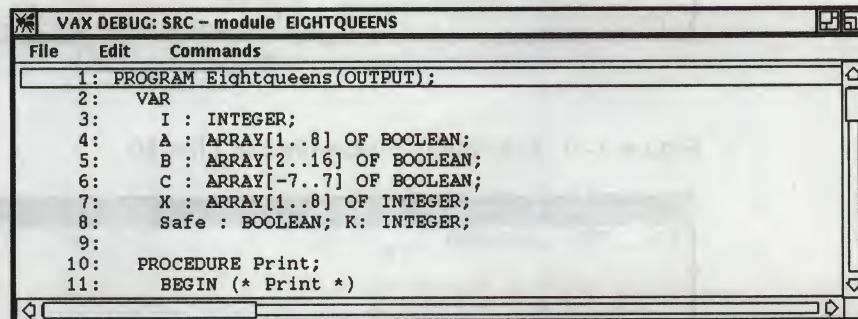 VAX DEBUG: SRC – module EIGHTQUEENS
File Edit Commands
1: PROGRAM Eightqueens(OUTPUT);
2: VAR
3: I : INTEGER;
4: A : ARRAY[1..8] OF BOOLEAN;
5: B : ARRAY[2..16] OF BOOLEAN;
6: C : ARRAY[-7..7] OF BOOLEAN;
7: X : ARRAY[1..8] OF INTEGER;
8: Safe : BOOLEAN; K: INTEGER;
9:
10: PROCEDURE Print;
11: BEGIN (* Print *)